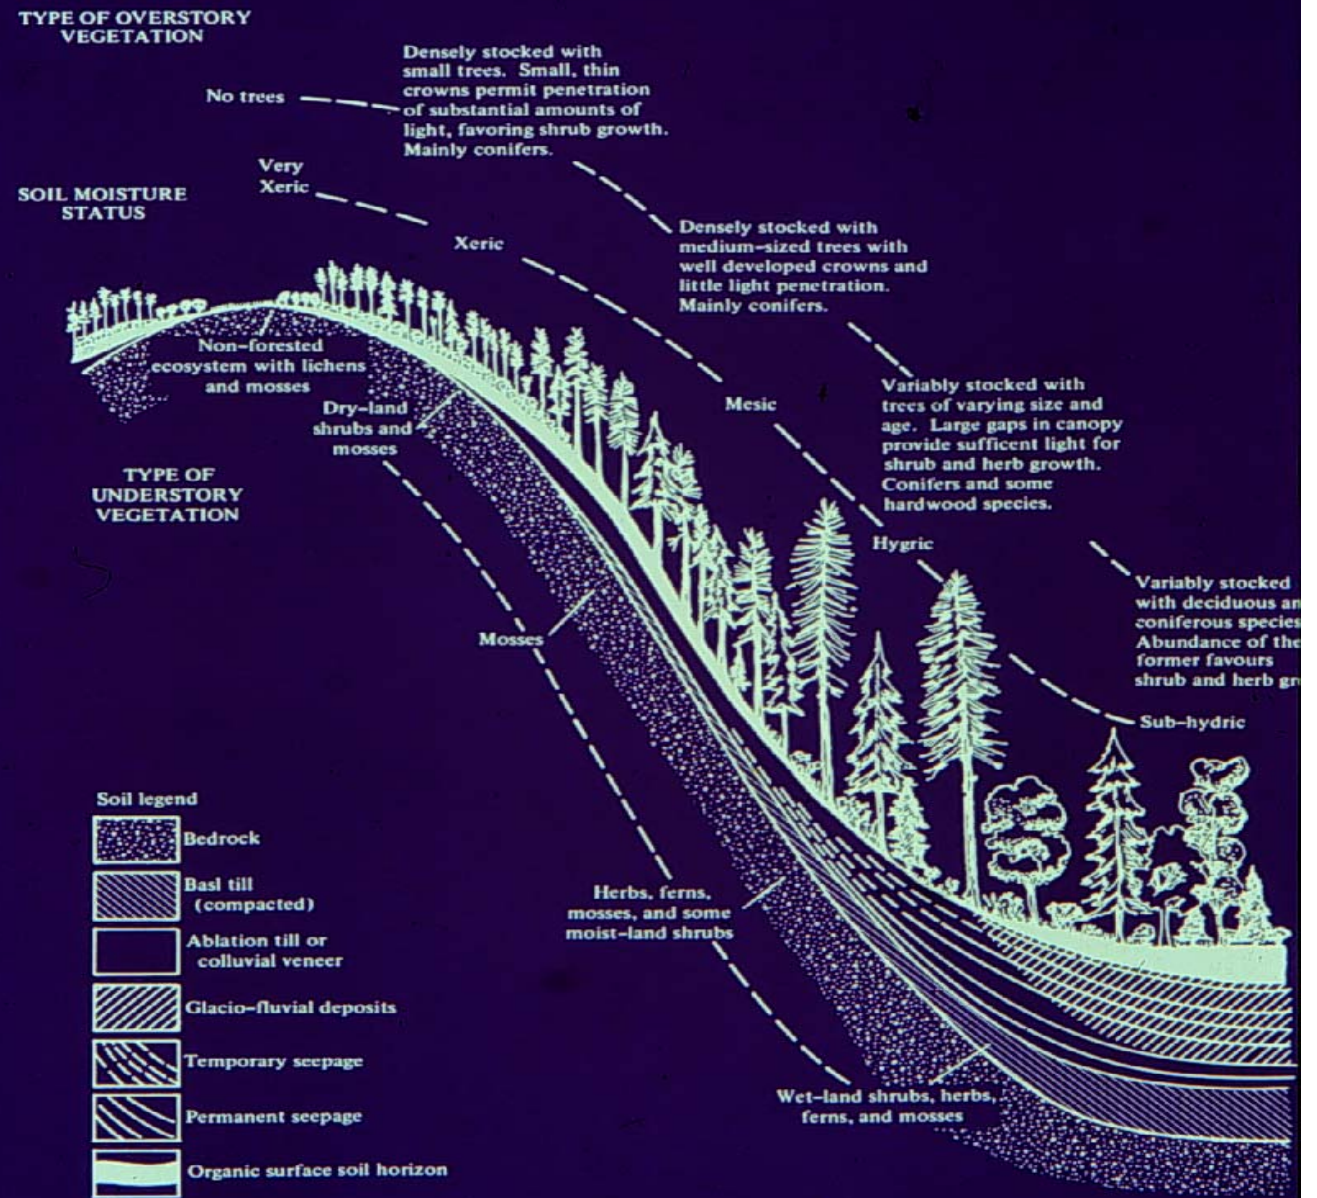 TYPE OF OVERSTORY
VEGETATION
No trees
Densely stocked with
small trees. Small, thin
crowns permit penetration
of substantial amounts of
light, favoring shrub growth.
Mainly conifers.
SOIL MOISTURE
STATUS
Very
Xeric
Xeric
Densely stocked with
medium-sized trees with
well developed crowns and
little light penetration.
Mainly conifers.
Non-forested
ecosystem with lichens
and mosses
Dry-land
shrubs and
mosses
Mesic
Variably stocked with
trees of varying size and
age. Large gaps in canopy
provide sufficent light for
shrub and herb growth.
Conifers and some
hardwood species.
TYPE OF
UNDERSTORY
VEGETATION
Hygric
Variably stocked
with deciduous an
coniferous species
Abundance of the
former favours
shrub and herb gr
Mosses
Sub-hydric
Herbs, ferns,
mosses, and some
moist-land shrubs
Wet-land shrubs, herbs,
ferns, and mosses
Soil legend
Bedrock
Basl till
(compacted)
Ablation till or
colluvial veneer
Glacio-fluvial deposits
Temporary seepage
Permanent seepage
Organic surface soil horizon